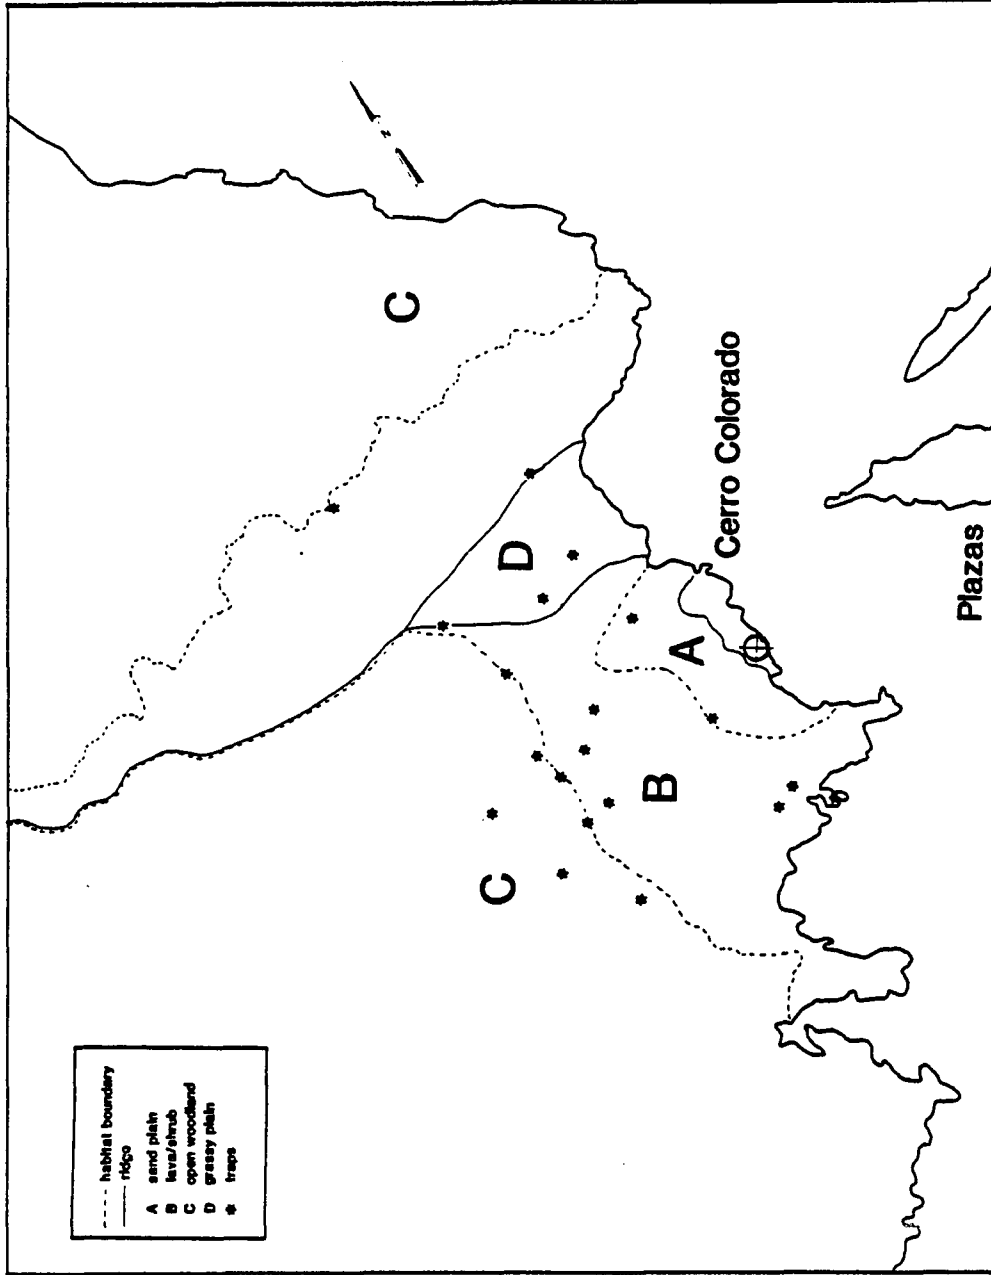 habitat boundary
ridge
A sand plain
B lava/shrub
C open woodland
D grassy plain
* traps
C
C
D
B
A
Cerro Colorado
Plazas
N